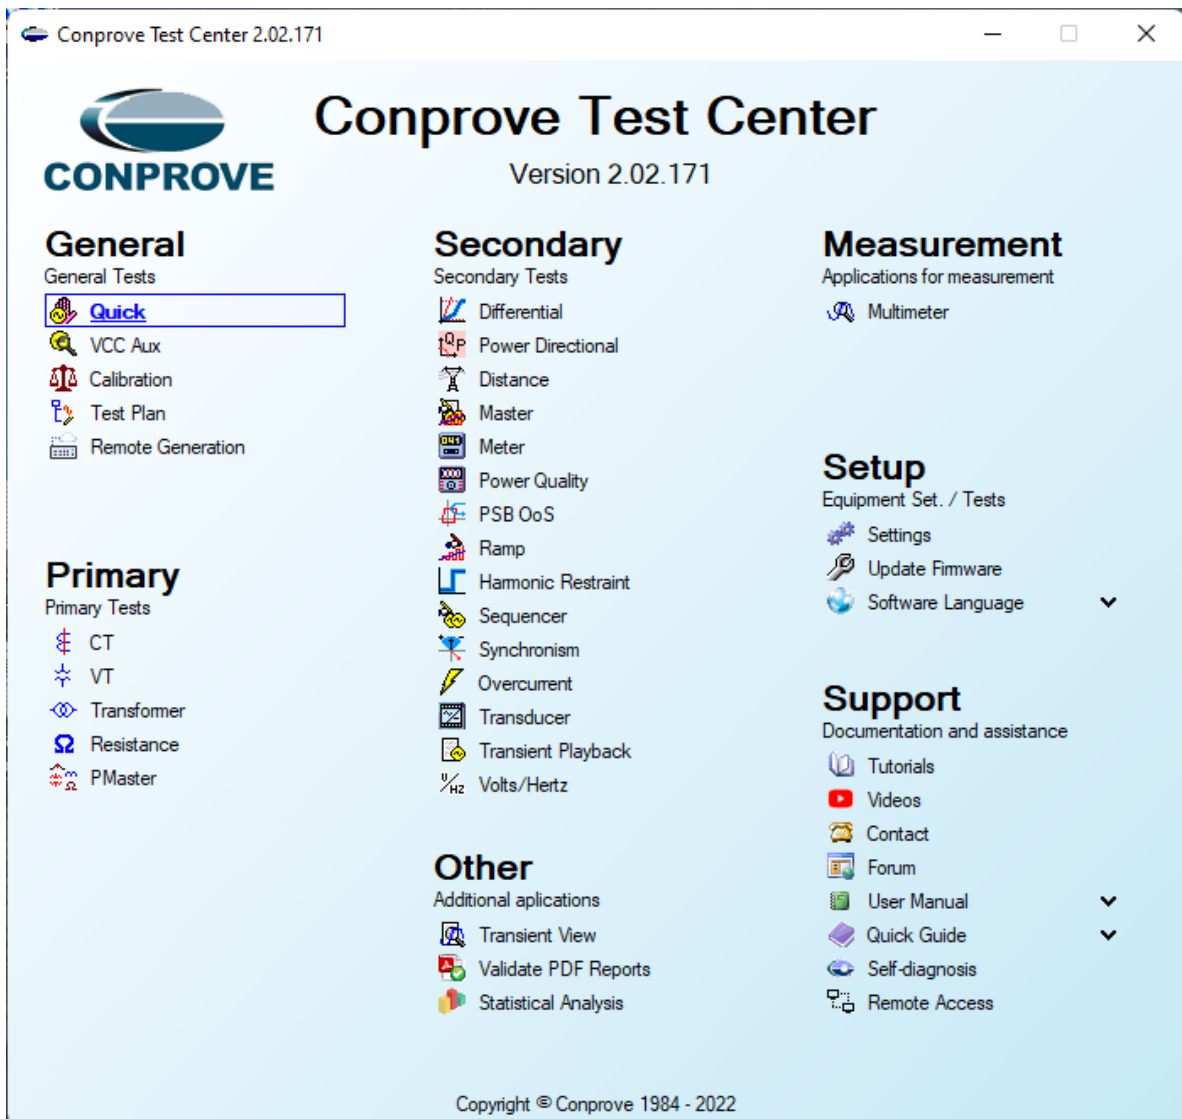 Conprove Test Center 2.02.171
CONPROVE
Conprove Test Center
Version 2.02.171
General
General Tests
Quick
VCC Aux
Calibration
Test Plan
Remote Generation
Primary
Primary Tests
CT
VT
Transformer
Resistance
PMaster
Secondary
Secondary Tests
Differential
Power Directional
Distance
Master
Meter
Power Quality
PSB OoS
Ramp
Harmonic Restraint
Sequencer
Synchronism
Overcurrent
Transducer
Transient Playback
Volts/Hertz
Other
Additional aplications
Transient View
Validate PDF Reports
Statistical Analysis
Measurement
Applications for measurement
Multimeter
Setup
Equipment Set. / Tests
Settings
Update Firmware
Software Language
Support
Documentation and assistance
Tutorials
Videos
Contact
Forum
User Manual
Quick Guide
Self-diagnosis
Remote Access
Copyright © Conprove 1984 - 2022